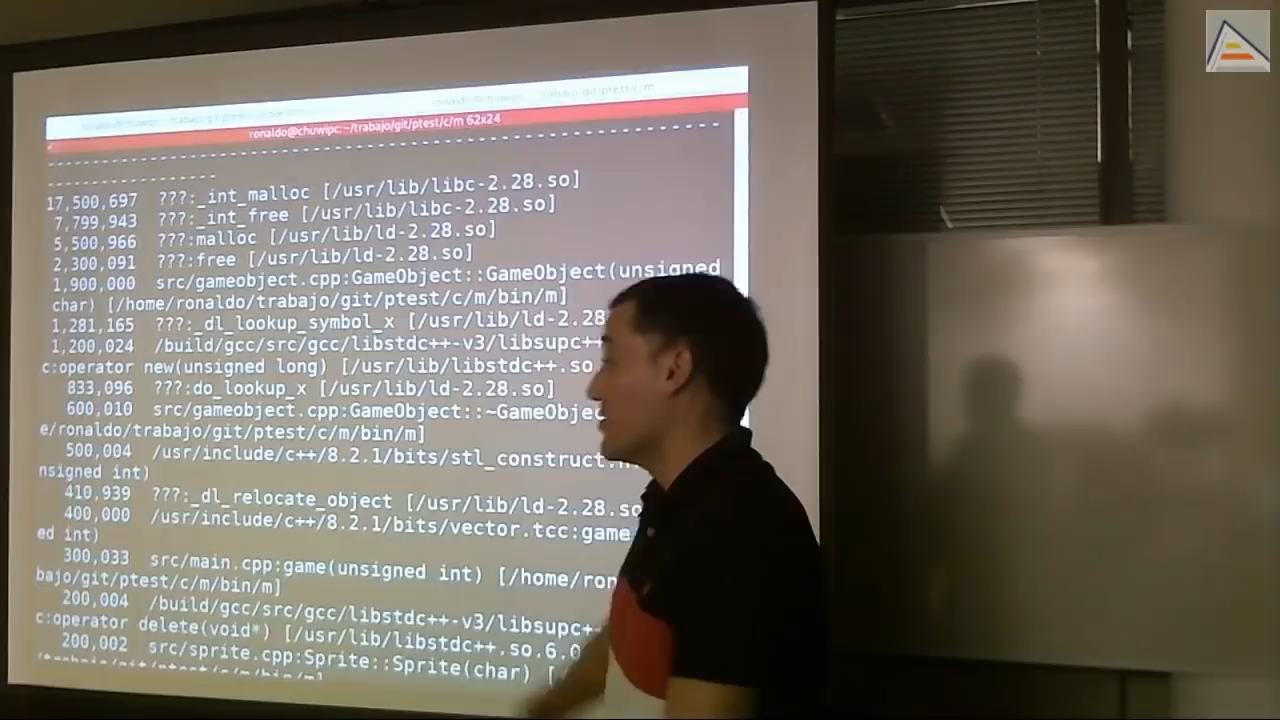 ronaldo@chuwipc: ~/trabajo/git/ptest/c/m 62x24
--------------------------------------------------------------
-----------------
17,500,697 ???:_int_malloc [/usr/lib/libc-2.28.so]
7,799,943 ???:_int_free [/usr/lib/libc-2.28.so]
5,500,966 ???:malloc [/usr/lib/ld-2.28.so]
2,300,091 ???:free [/usr/lib/ld-2.28.so]
1,900,000 src/gameobject.cpp:GameObject::GameObject(unsigned
char) [/home/ronaldo/trabajo/git/ptest/c/m/bin/m]
1,281,165 ???:_dl_lookup_symbol_x [/usr/lib/ld-2.28
1,200,024 /build/gcc/src/gcc/libstdc++-v3/libsupc++
c:operator new(unsigned long) [/usr/lib/libstdc++.so
833,096 ???:do_lookup_x [/usr/lib/ld-2.28.so]
600,010 src/gameobject.cpp:GameObject::~GameObjec
e/ronaldo/trabajo/git/ptest/c/m/bin/m]
500,004 /usr/include/c++/8.2.1/bits/stl_construct.
nsigned int)
410,939 ???:_dl_relocate_object [/usr/lib/ld-2.28.so
400,000 /usr/include/c++/8.2.1/bits/vector.tcc:game
ed int)
300,033 src/main.cpp:game(unsigned int) [/home/ron
bajo/git/ptest/c/m/bin/m]
200,004 /build/gcc/src/gcc/libstdc++-v3/libsupc++
c:operator delete(void*) [/usr/lib/libstdc++.so.6.0
200,002 src/sprite.cpp:Sprite::Sprite(char) [/
/trabajo/git/ptest/c/m/bin/m]